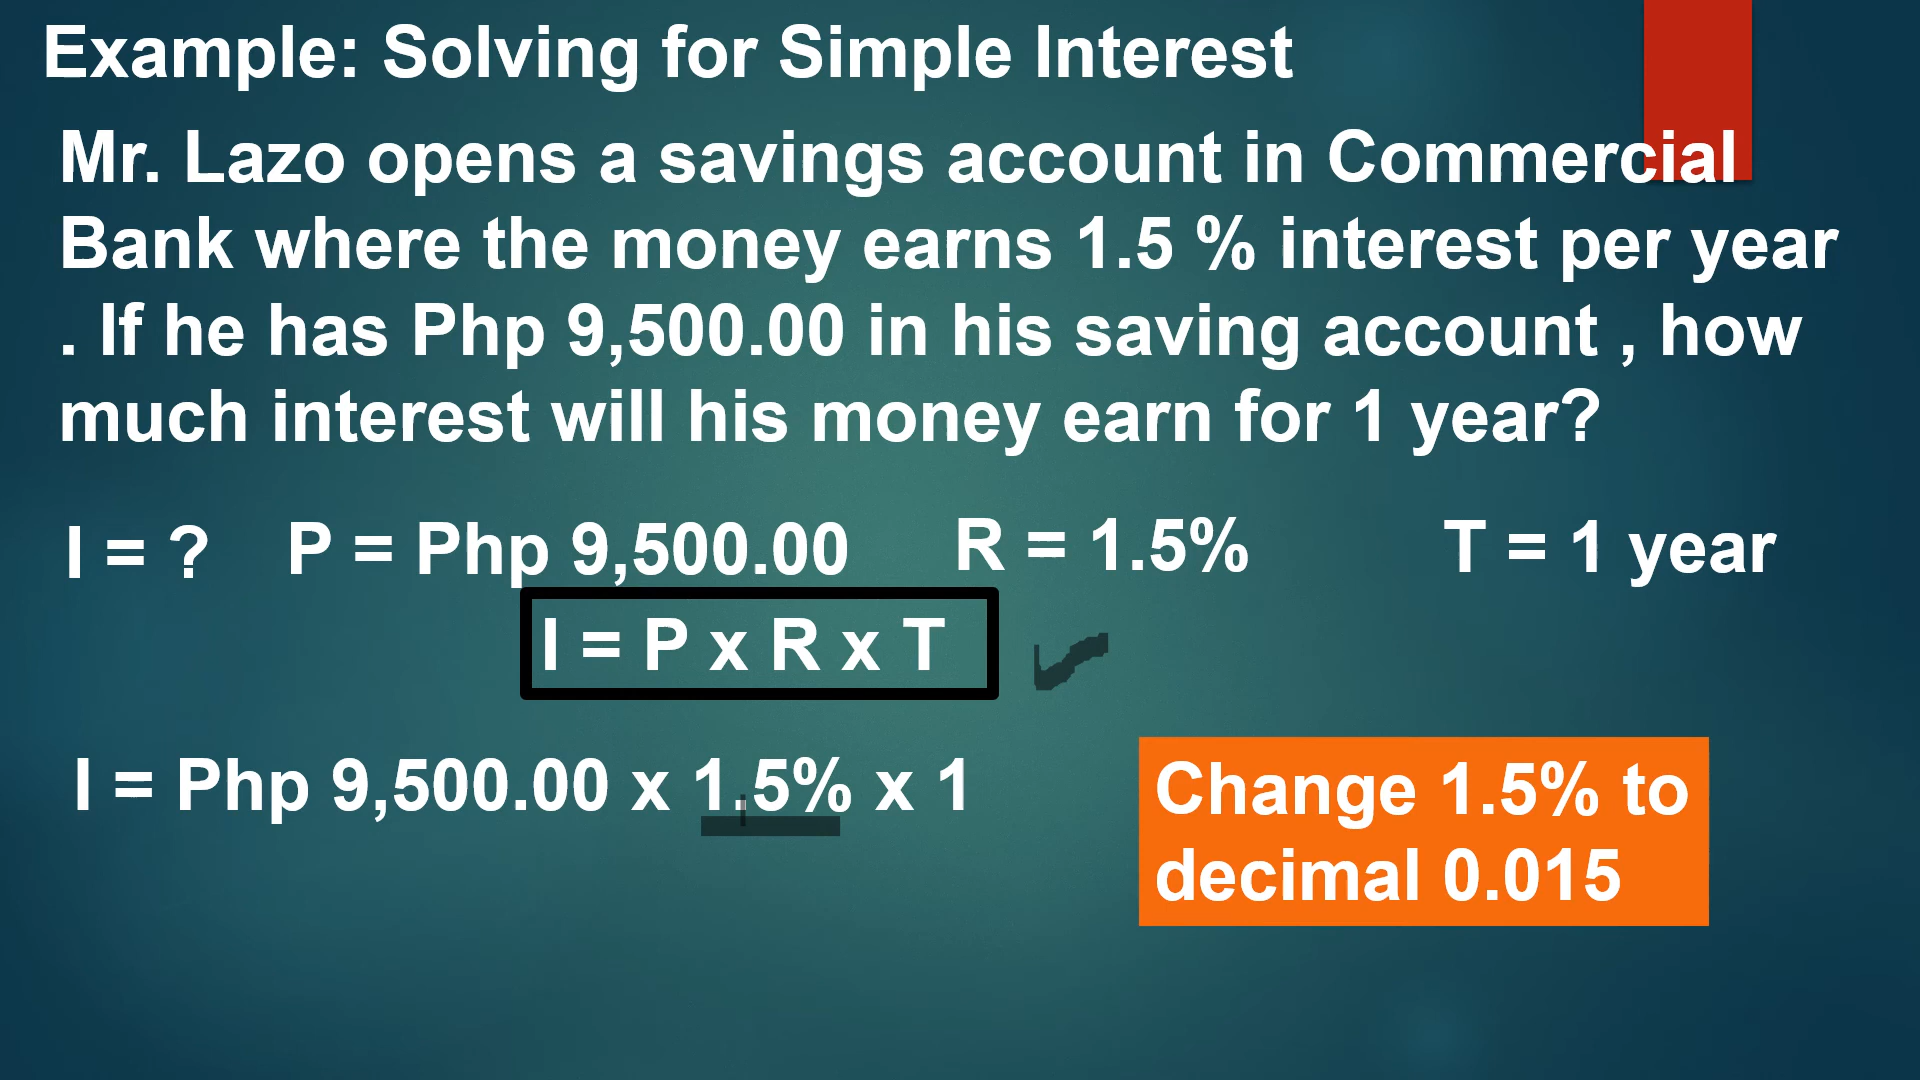 Example: Solving for Simple Interest
Mr. Lazo opens a savings account in Commercial
Bank where the money earns 1.5 % interest per year
. If he has Php 9,500.00 in his saving account , how
much interest will his money earn for 1 year?
I = ? P = Php 9,500.00 R = 1.5% T = 1 year
I = P x R x T
I = Php 9,500.00 x 1.5% x 1
Change 1.5% to
decimal 0.015